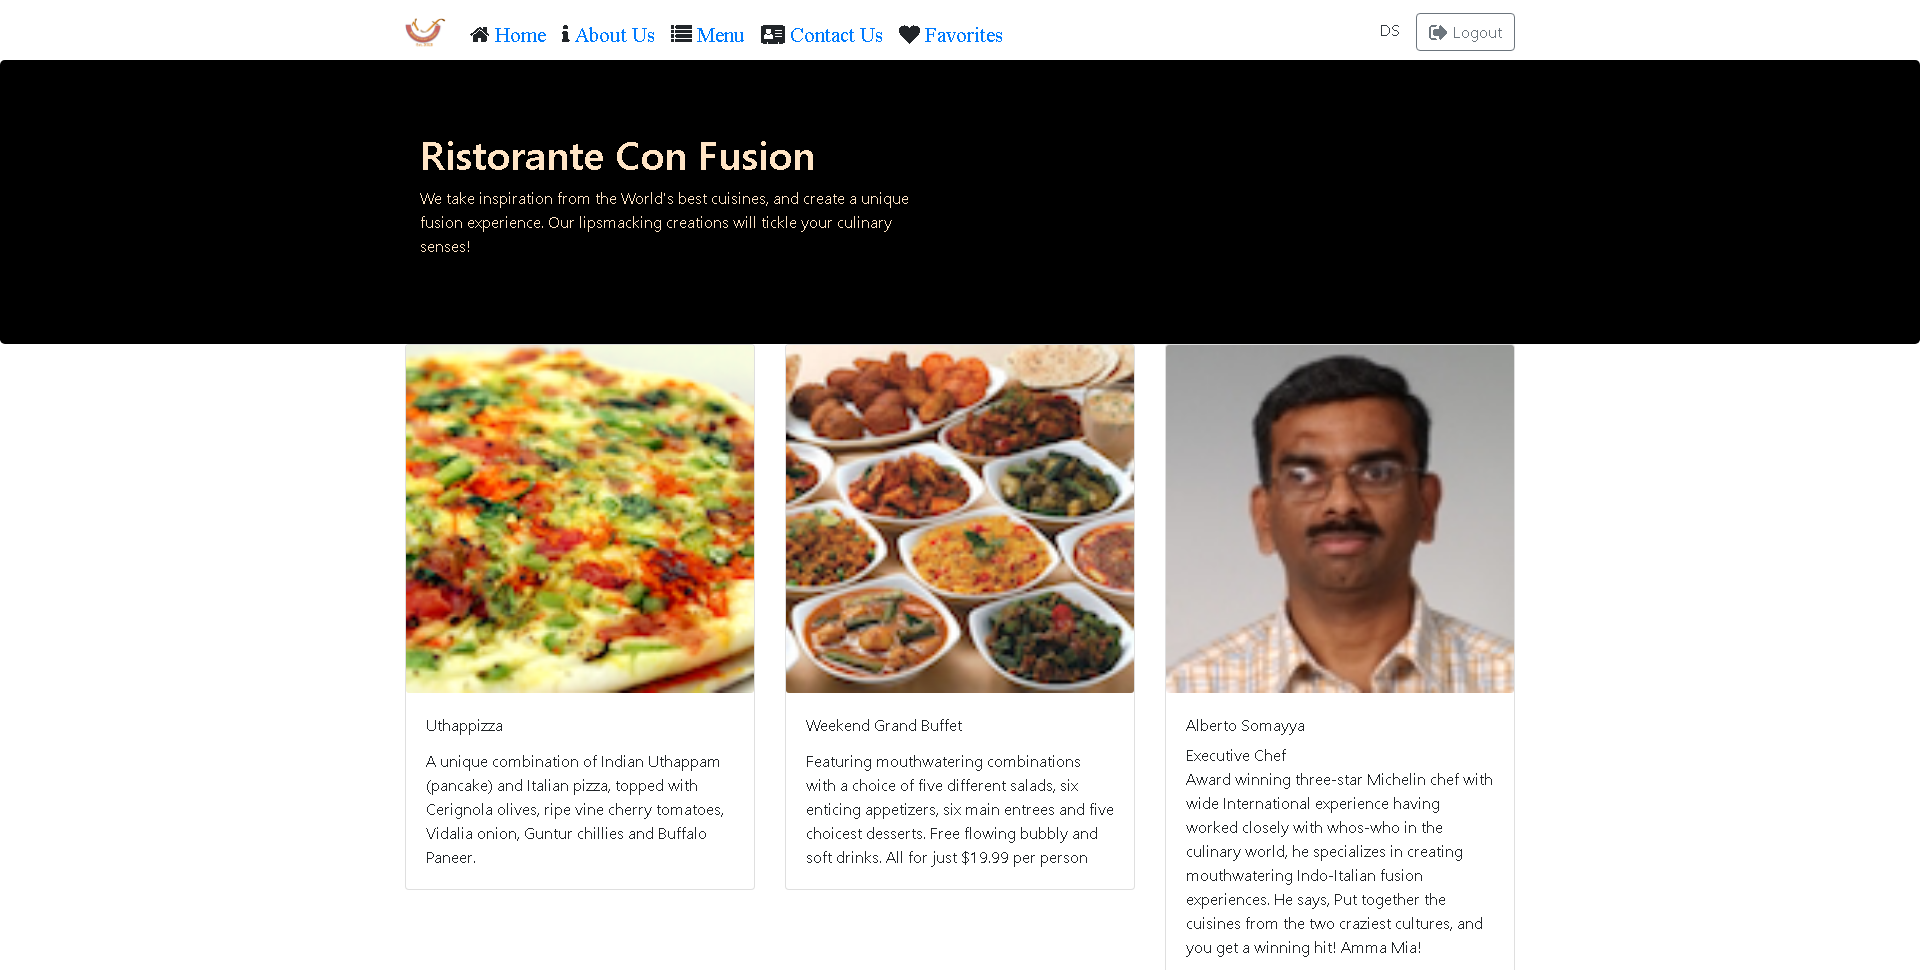 Home About Us Menu Contact Us Favorites DS Logout
Ristorante Con Fusion
We take inspiration from the World's best cuisines, and create a unique
fusion experience. Our lipsmacking creations will tickle your culinary
senses!
Uthappizza
A unique combination of Indian Uthappam
(pancake) and Italian pizza, topped with
Cerignola olives, ripe vine cherry tomatoes,
Vidalia onion, Guntur chillies and Buffalo
Paneer.
Weekend Grand Buffet
Featuring mouthwatering combinations
with a choice of five different salads, six
enticing appetizers, six main entrees and five
choicest desserts. Free flowing bubbly and
soft drinks. All for just $19.99 per person
Alberto Somayya
Executive Chef
Award winning three-star Michelin chef with
wide International experience having
worked closely with whos-who in the
culinary world, he specializes in creating
mouthwatering Indo-Italian fusion
experiences. He says, Put together the
cuisines from the two craziest cultures, and
you get a winning hit! Amma Mia!